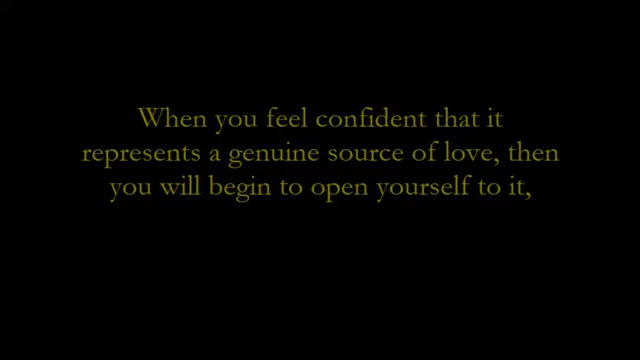 When you feel confident that it
represents a genuine source of love, then
you will begin to open yourself to it,